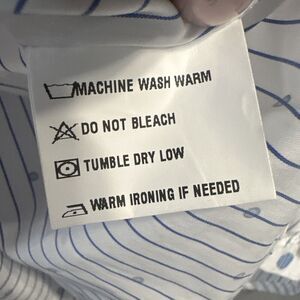 MACHINE WASH WARM
DO NOT BLEACH
TUMBLE DRY LOW
WARM IRONING IF NEEDED